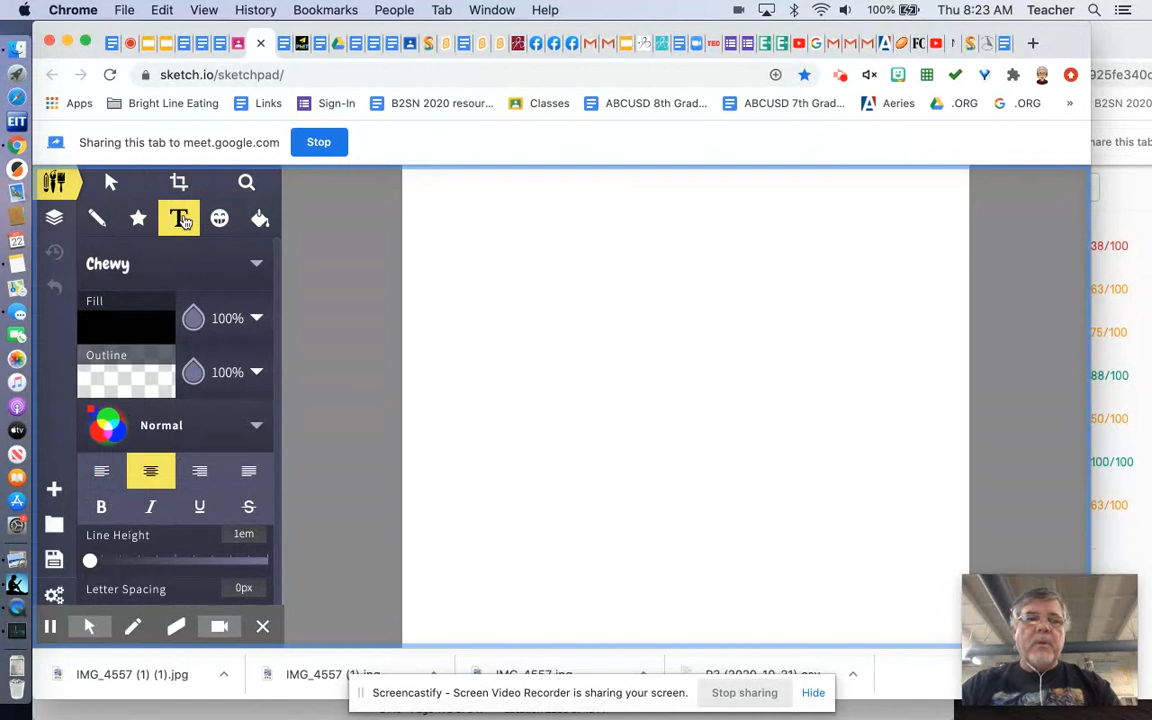 Chrome File Edit View History Bookmarks People Tab Window Help 100% Thu 8:23 AM Teacher
sketch.io/sketchpad/
925fe340c
Apps Bright Line Eating Links Sign-In B2SN 2020 resour... Classes ABCUSD 8th Grad... ABCUSD 7th Grad... Aeries .ORG .ORG »
B2SN 2020
Sharing this tab to meet.google.com Stop
hare this tab
Chewy
Fill
100%
Outline
100%
Normal
B I U S
Line Height 1em
Letter Spacing 0px
38/100
63/100
75/100
88/100
50/100
100/100
63/100
IMG_4557 (1) (1).jpg
Screencastify - Screen Video Recorder is sharing your screen. Stop sharing Hide